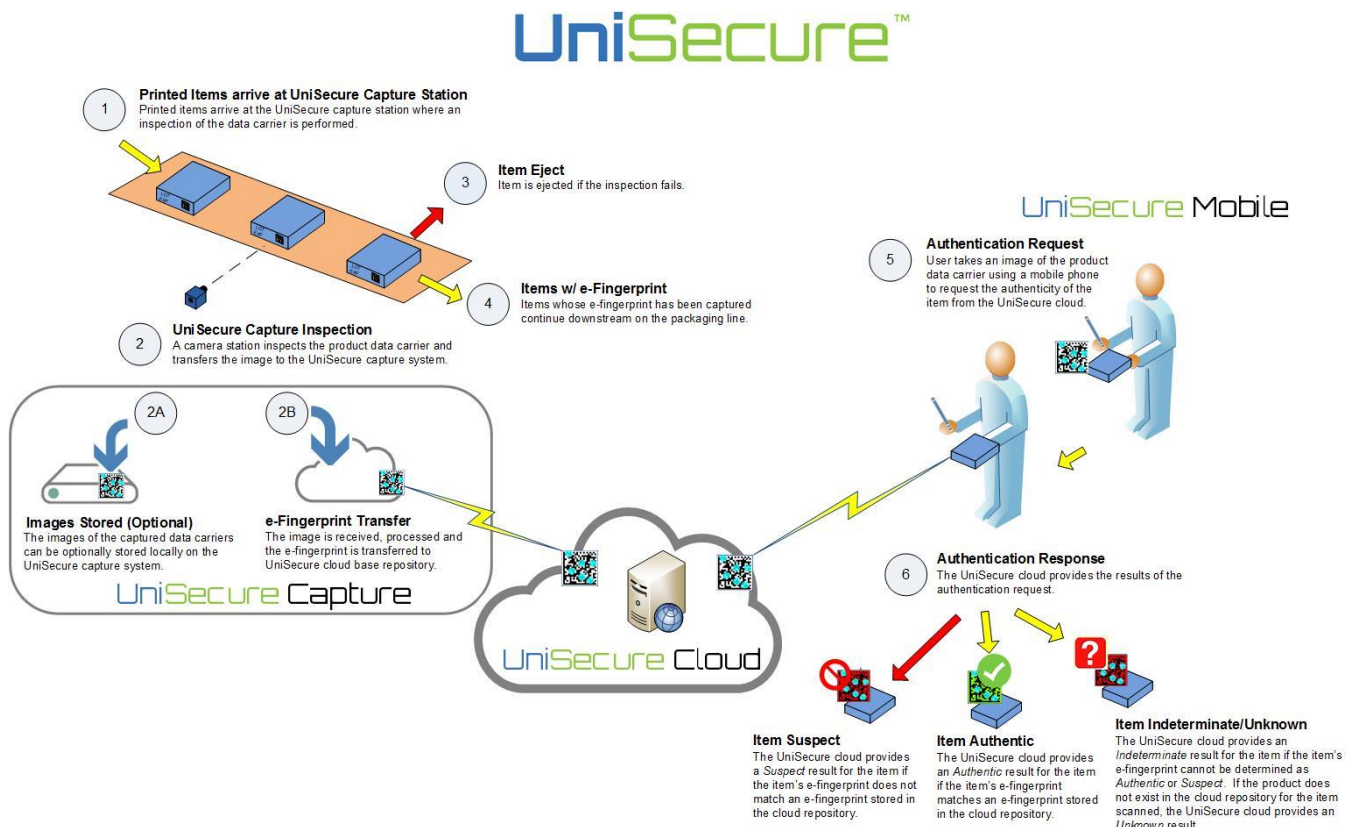 UniSecure™
1
Printed Items arrive at UniSecure Capture Station
Printed items arrive at the UniSecure capture station where an
inspection of the data carrier is performed.
3
Item Eject
Item is ejected if the inspection fails.
LOT
EXP
LOT
EXP
LOT
EXP
4
Items w/ e-Fingerprint
Items whose e-fingerprint has been captured
continue downstream on the packaging line.
2
UniSecure Capture Inspection
A camera station inspects the product data carrier and
transfers the image to the UniSecure capture system.
2A
Images Stored (Optional)
The images of the captured data carriers
can be optionally stored locally on the
UniSecure capture system.
2B
e-Fingerprint Transfer
The image is received, processed and
the e-fingerprint is transferred to
UniSecure cloud base repository.
UniSecure Capture
UniSecure Cloud
UniSecure Mobile
5
Authentication Request
User takes an image of the product
data carrier using a mobile phone
to request the authenticity of the
item from the UniSecure cloud.
6
Authentication Response
The UniSecure cloud provides the results of the
authentication request.
Item Suspect
The UniSecure cloud provides
a Suspect result for the item if
the item's e-fingerprint does not
match an e-fingerprint stored in
the cloud repository.
Item Authentic
The UniSecure cloud provides
an Authentic result for the item
if the item's e-fingerprint
matches an e-fingerprint stored
in the cloud repository.
?
Item Indeterminate/Unknown
The UniSecure cloud provides an
Indeterminate result for the item if the item's
e-fingerprint cannot be determined as
Authentic or Suspect. If the product does
not exist in the cloud repository for the item
scanned, the UniSecure cloud provides an
Unknown result.